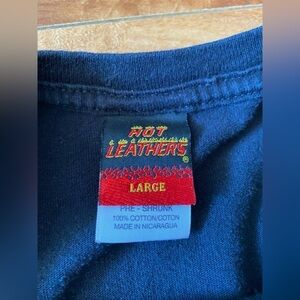 HOT
LEATHERS®
LARGE
PRE - SHRUNK
100% COTTON/COTON
MADE IN NICARAGUA